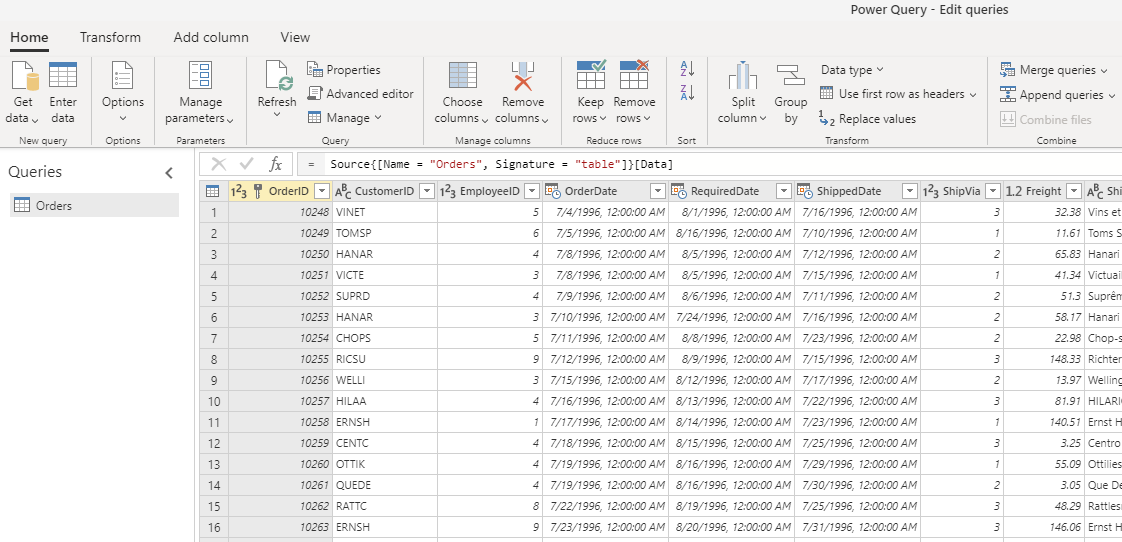 Power Query - Edit queries
Home Transform Add column View
Get data Enter data Options Manage parameters Refresh Properties Advanced editor Manage Choose columns Remove columns Keep rows Remove rows Split column Group by Data type Use first row as headers Replace values Merge queries Append queries Combine files
New query Options Parameters Query Manage columns Reduce rows Sort Transform Combine
Queries
Orders
fx = Source{[Name = "Orders", Signature = "table"]}[Data]
123 OrderID ABC CustomerID 123 EmployeeID OrderDate RequiredDate ShippedDate 123 ShipVia 1.2 Freight ABC Shi
1 10248 VINET 5 7/4/1996, 12:00:00 AM 8/1/1996, 12:00:00 AM 7/16/1996, 12:00:00 AM 3 32.38 Vins et
2 10249 TOMSP 6 7/5/1996, 12:00:00 AM 8/16/1996, 12:00:00 AM 7/10/1996, 12:00:00 AM 1 11.61 Toms S
3 10250 HANAR 4 7/8/1996, 12:00:00 AM 8/5/1996, 12:00:00 AM 7/12/1996, 12:00:00 AM 2 65.83 Hanari
4 10251 VICTE 3 7/8/1996, 12:00:00 AM 8/5/1996, 12:00:00 AM 7/15/1996, 12:00:00 AM 1 41.34 Victuail
5 10252 SUPRD 4 7/9/1996, 12:00:00 AM 8/6/1996, 12:00:00 AM 7/11/1996, 12:00:00 AM 2 51.3 Suprêm
6 10253 HANAR 3 7/10/1996, 12:00:00 AM 7/24/1996, 12:00:00 AM 7/16/1996, 12:00:00 AM 2 58.17 Hanari
7 10254 CHOPS 5 7/11/1996, 12:00:00 AM 8/8/1996, 12:00:00 AM 7/23/1996, 12:00:00 AM 2 22.98 Chop-s
8 10255 RICSU 9 7/12/1996, 12:00:00 AM 8/9/1996, 12:00:00 AM 7/15/1996, 12:00:00 AM 3 148.33 Richter
9 10256 WELLI 3 7/15/1996, 12:00:00 AM 8/12/1996, 12:00:00 AM 7/17/1996, 12:00:00 AM 2 13.97 Welling
10 10257 HILAA 4 7/16/1996, 12:00:00 AM 8/13/1996, 12:00:00 AM 7/22/1996, 12:00:00 AM 3 81.91 HILARI
11 10258 ERNSH 1 7/17/1996, 12:00:00 AM 8/14/1996, 12:00:00 AM 7/23/1996, 12:00:00 AM 1 140.51 Ernst H
12 10259 CENTC 4 7/18/1996, 12:00:00 AM 8/15/1996, 12:00:00 AM 7/25/1996, 12:00:00 AM 3 3.25 Centro
13 10260 OTTIK 4 7/19/1996, 12:00:00 AM 8/16/1996, 12:00:00 AM 7/29/1996, 12:00:00 AM 1 55.09 Ottilies
14 10261 QUEDE 4 7/19/1996, 12:00:00 AM 8/16/1996, 12:00:00 AM 7/30/1996, 12:00:00 AM 2 3.05 Que De
15 10262 RATTC 8 7/22/1996, 12:00:00 AM 8/19/1996, 12:00:00 AM 7/25/1996, 12:00:00 AM 3 48.29 Rattles
16 10263 ERNSH 9 7/23/1996, 12:00:00 AM 8/20/1996, 12:00:00 AM 7/31/1996, 12:00:00 AM 3 146.06 Ernst H